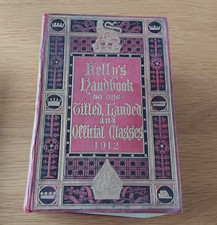 Kelly's
Handbook
to the
Titled, Landed
and
Official Classes
1912